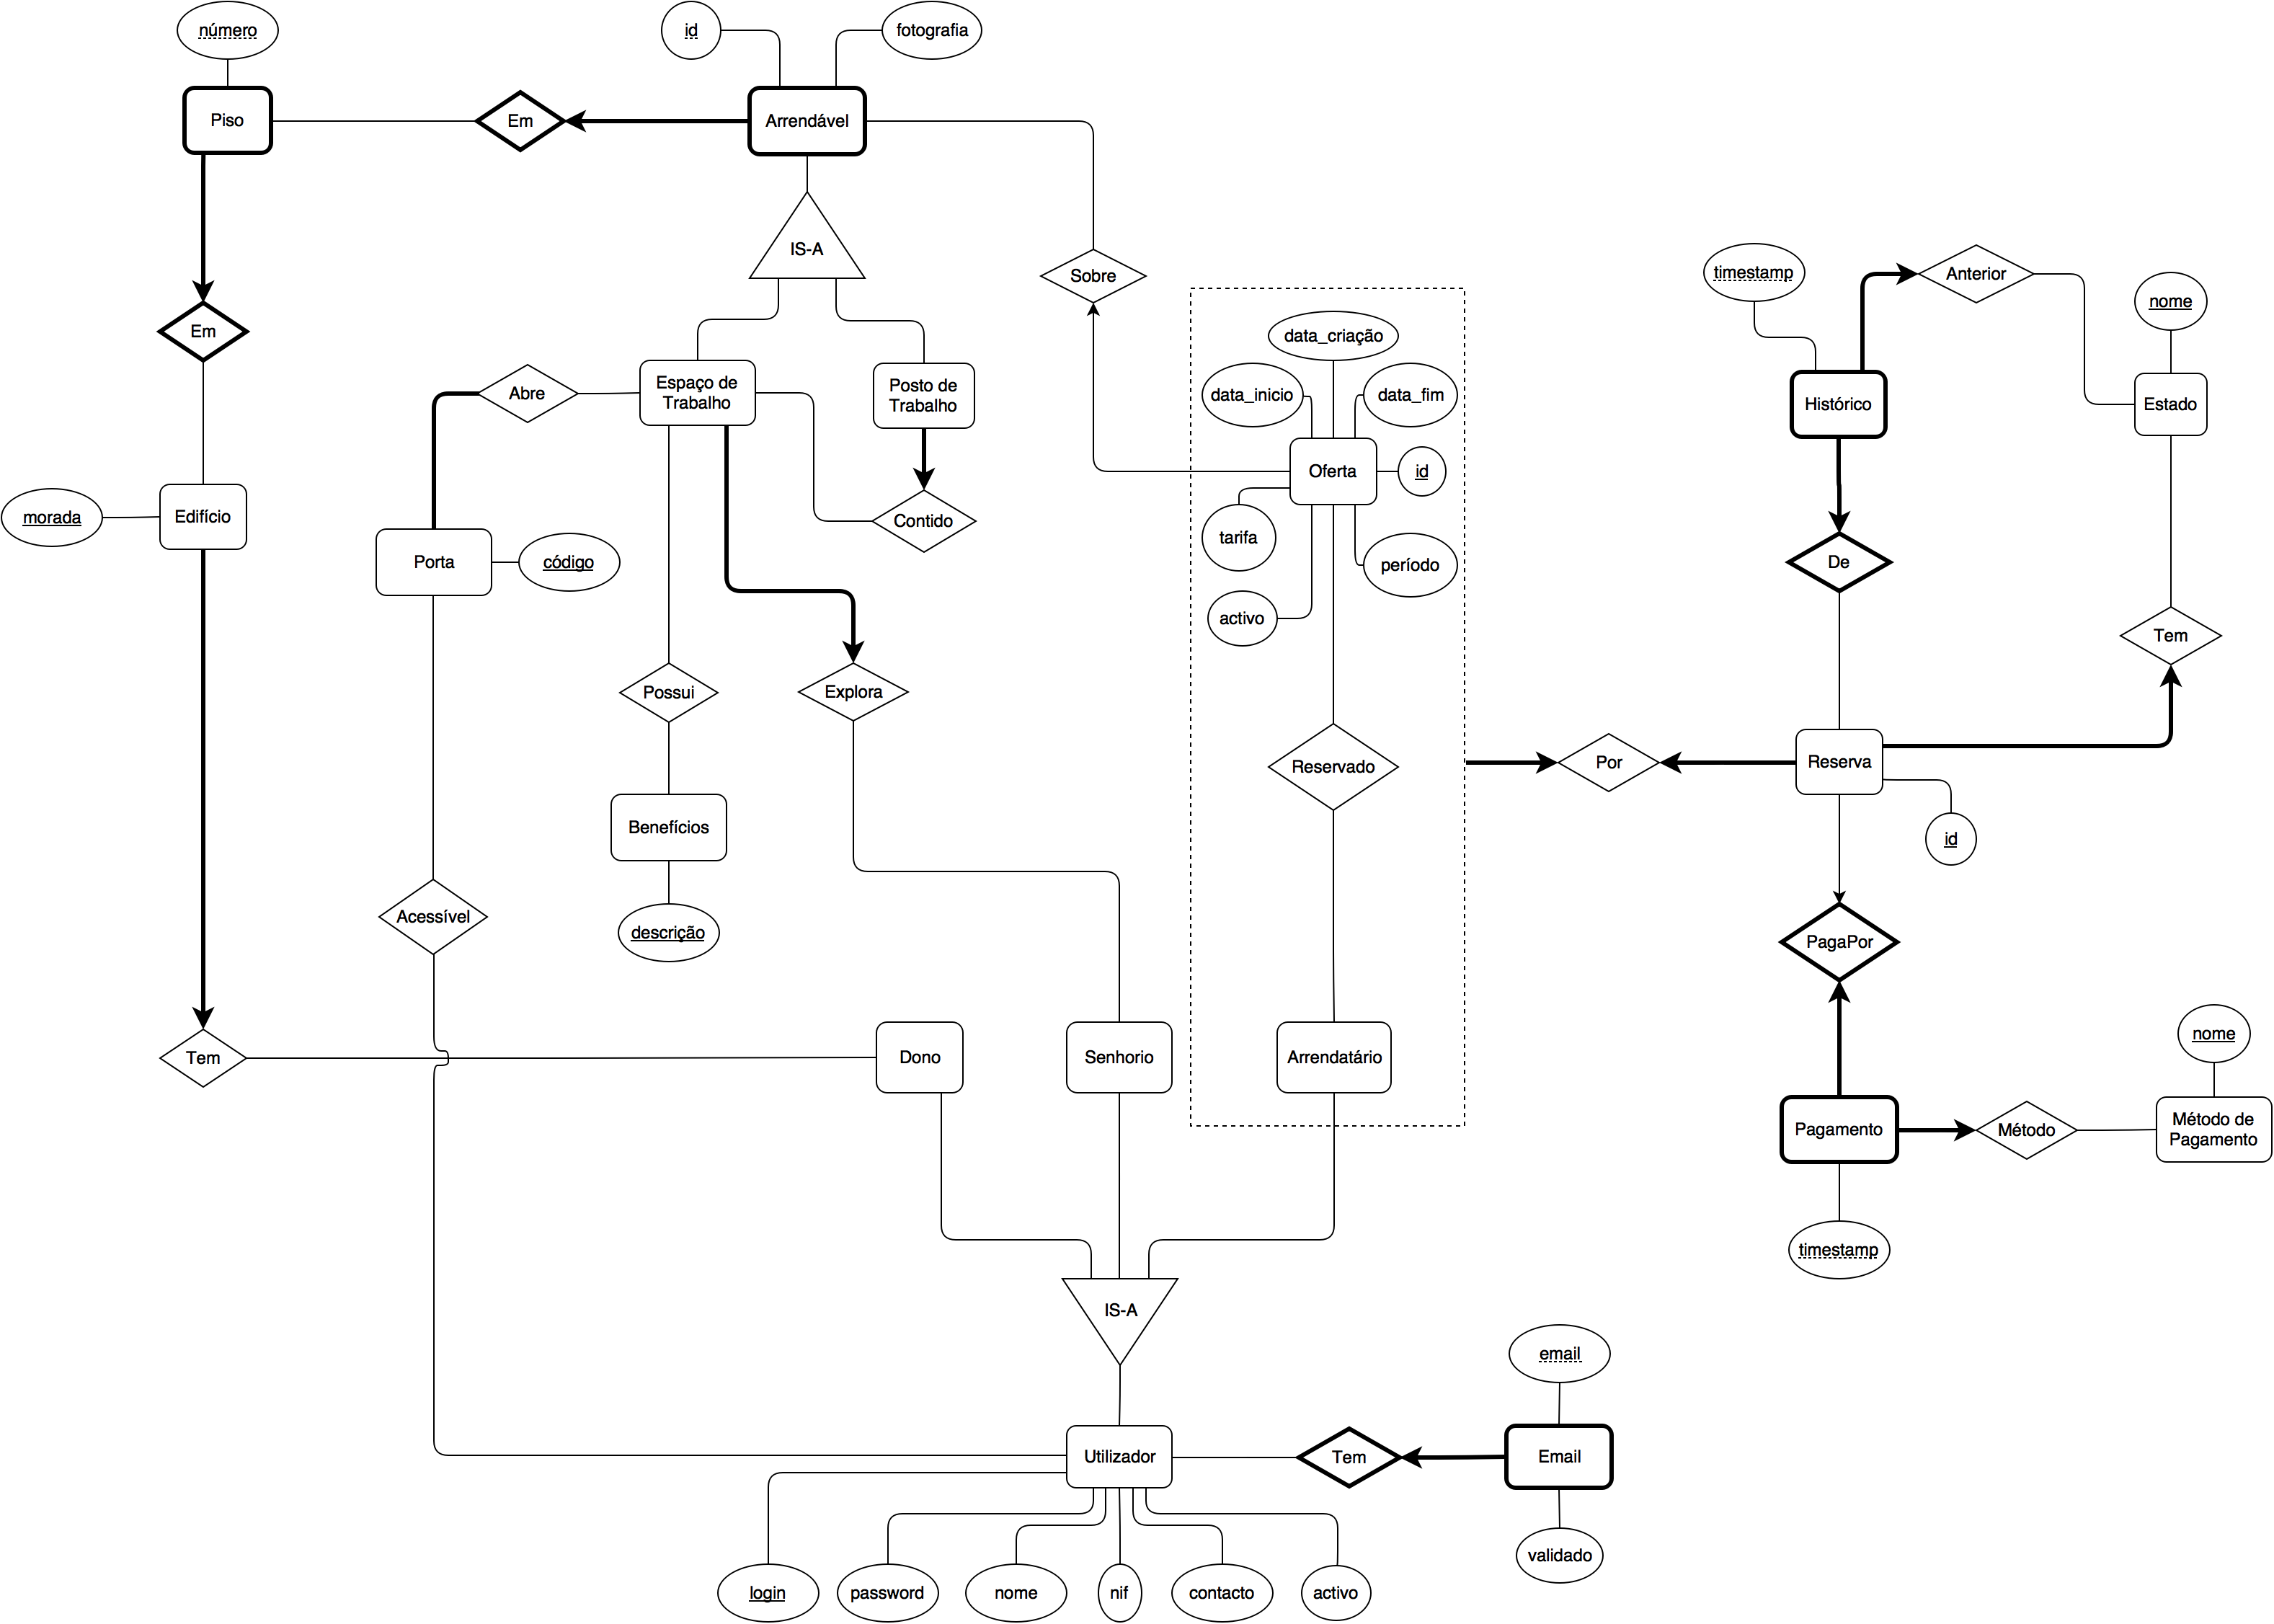 número
id
fotografia
Piso
Em
Arrendável
IS-A
Sobre
timestamp
Anterior
nome
Em
data_criação
data_inicio
data_fim
Abre
Espaço de
Trabalho
Posto de
Trabalho
Histórico
Estado
Oferta
id
morada
Edifício
Contido
tarifa
Porta
código
período
De
activo
Tem
Possui
Explora
Reservado
Por
Reserva
id
Benefícios
Acessível
descrição
PagaPor
nome
Tem
Dono
Senhorio
Arrendatário
Pagamento
Método
Método de
Pagamento
timestamp
IS-A
email
Utilizador
Tem
Email
validado
login
password
nome
nif
contacto
activo